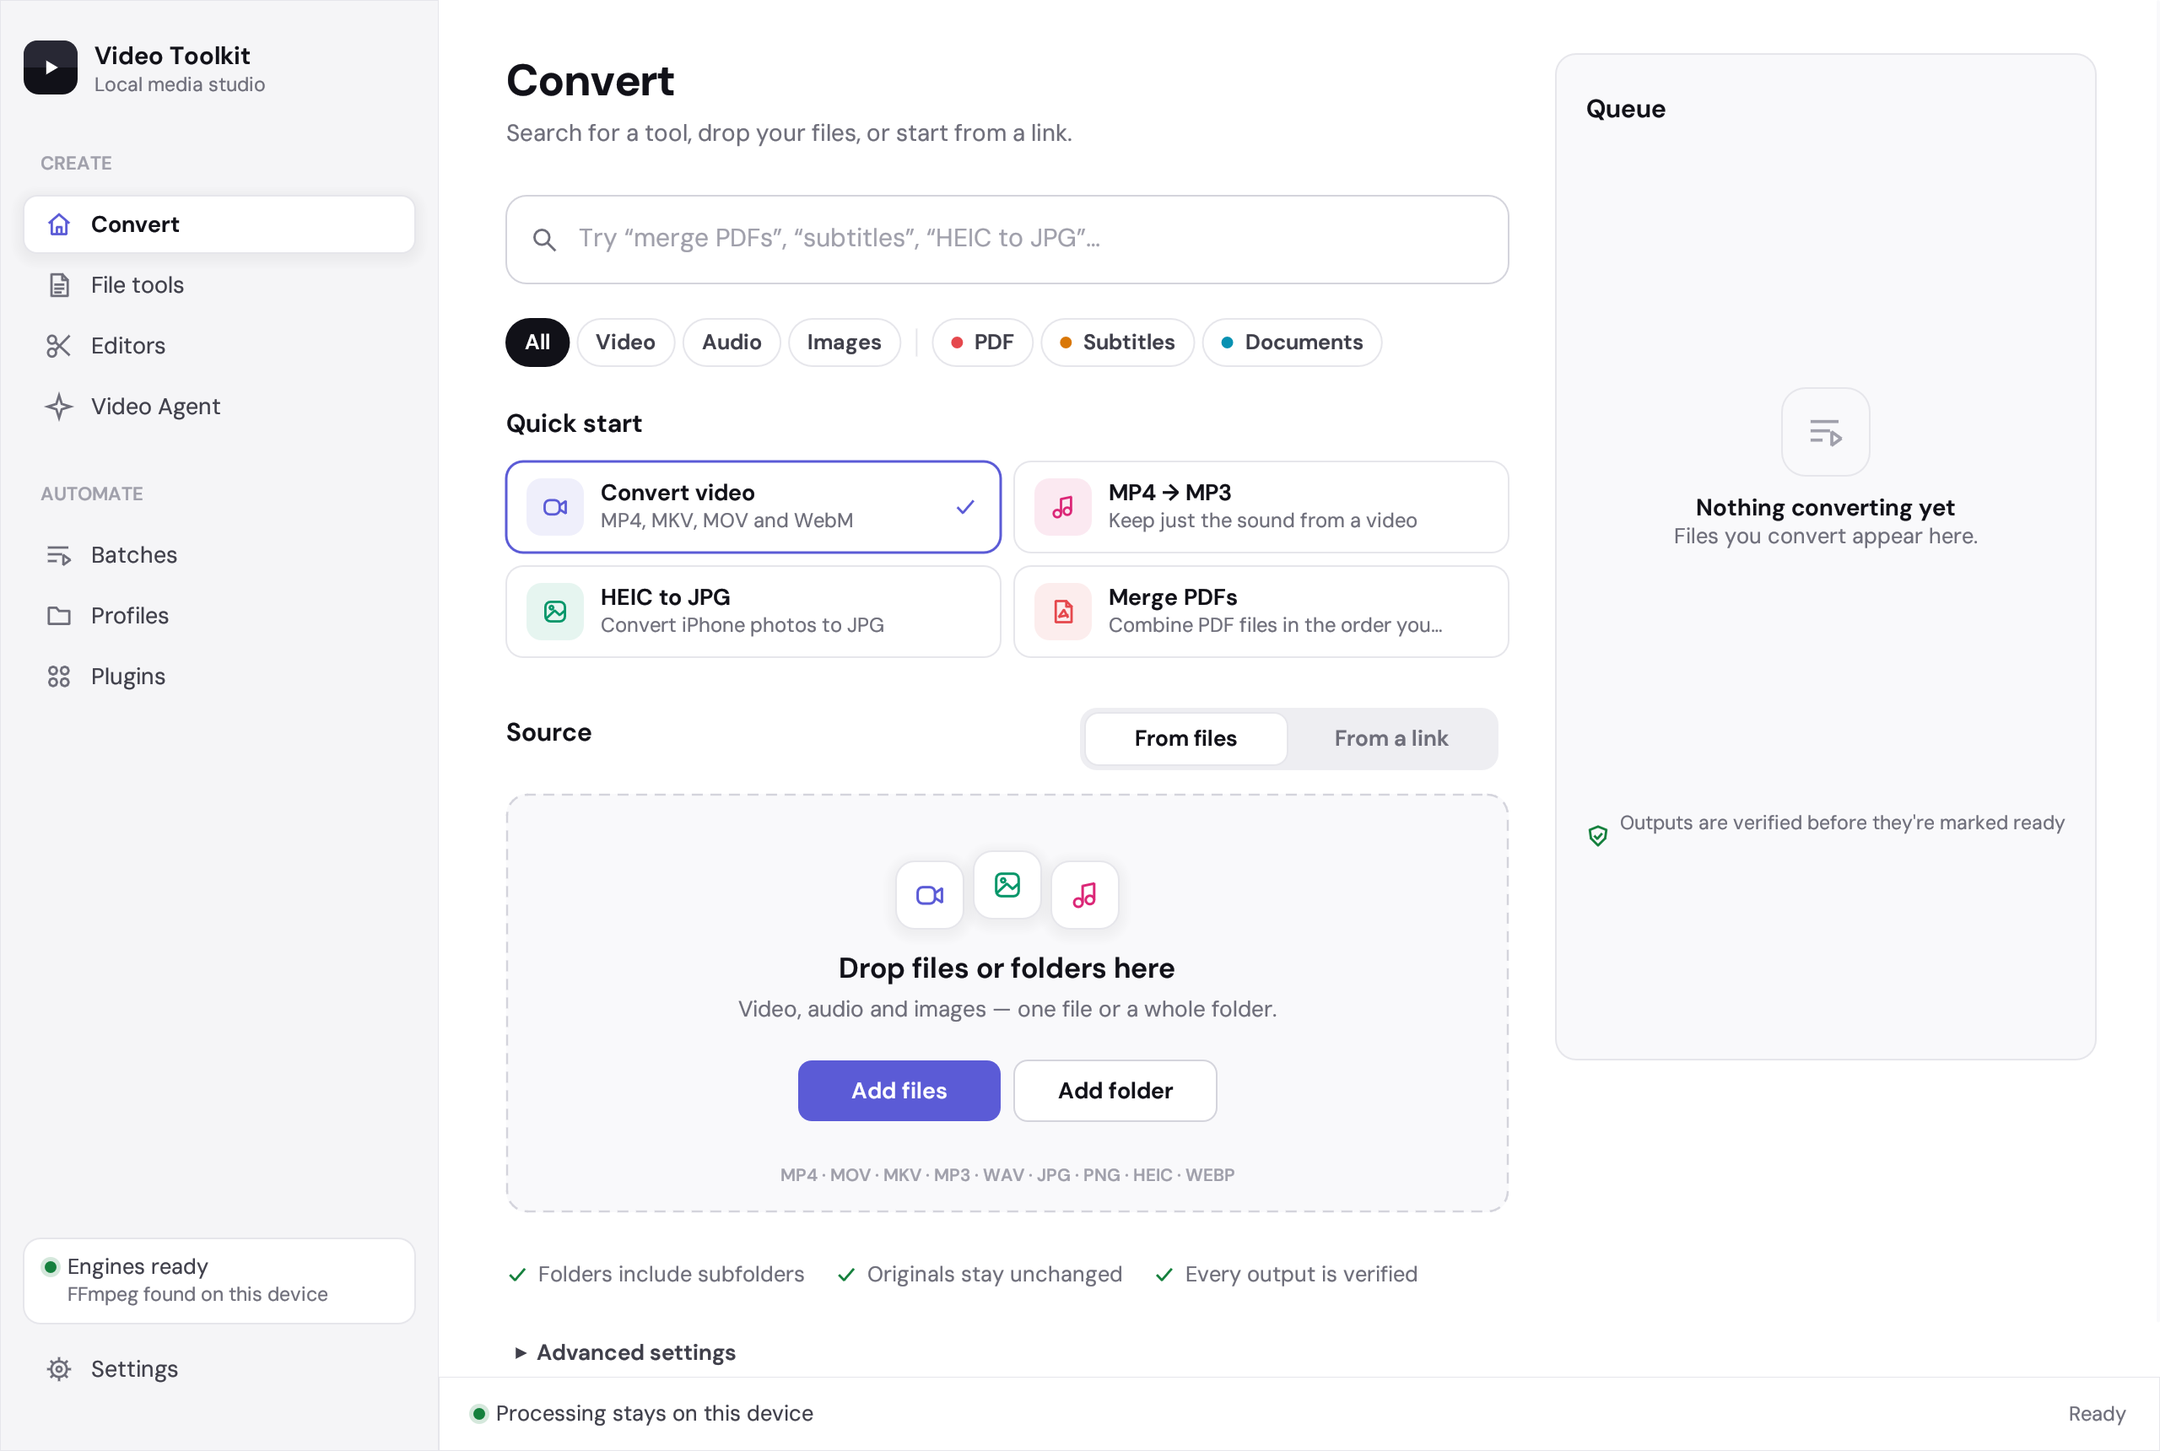 Video Toolkit
Local media studio
CREATE
Convert
File tools
Editors
Video Agent
AUTOMATE
Batches
Profiles
Plugins
Engines ready
FFmpeg found on this device
Settings
Convert
Search for a tool, drop your files, or start from a link.
Try “merge PDFs”, “subtitles”, “HEIC to JPG”…
All
Video
Audio
Images
PDF
Subtitles
Documents
Quick start
Convert video
MP4, MKV, MOV and WebM
MP4 → MP3
Keep just the sound from a video
HEIC to JPG
Convert iPhone photos to JPG
Merge PDFs
Combine PDF files in the order you…
Source
From files
From a link
Drop files or folders here
Video, audio and images — one file or a whole folder.
Add files
Add folder
MP4 · MOV · MKV · MP3 · WAV · JPG · PNG · HEIC · WEBP
Folders include subfolders
Originals stay unchanged
Every output is verified
Advanced settings
Queue
Nothing converting yet
Files you convert appear here.
Outputs are verified before they're marked ready
Processing stays on this device
Ready